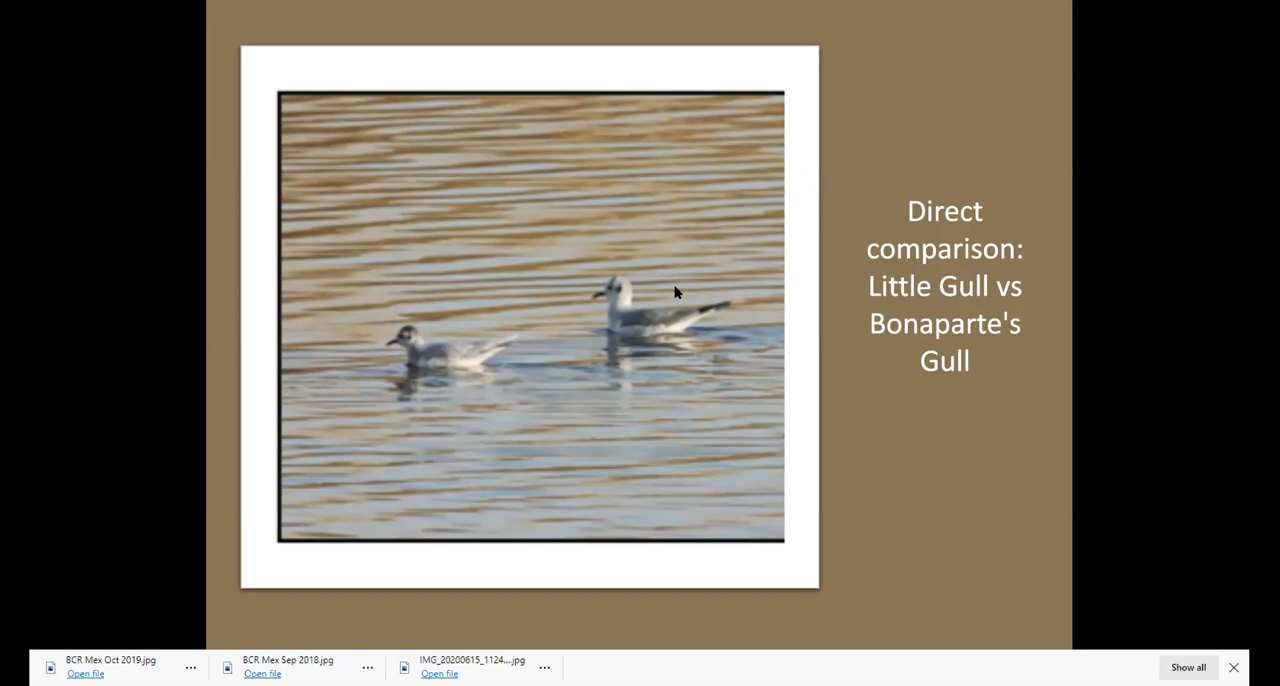 Direct
comparison:
Little Gull vs
Bonaparte's
Gull
BCR Mex Oct 2019.jpg
Open file
BCR Mex Sep 2018.jpg
Open file
IMG_20200615_1124....jpg
Open file
Show all